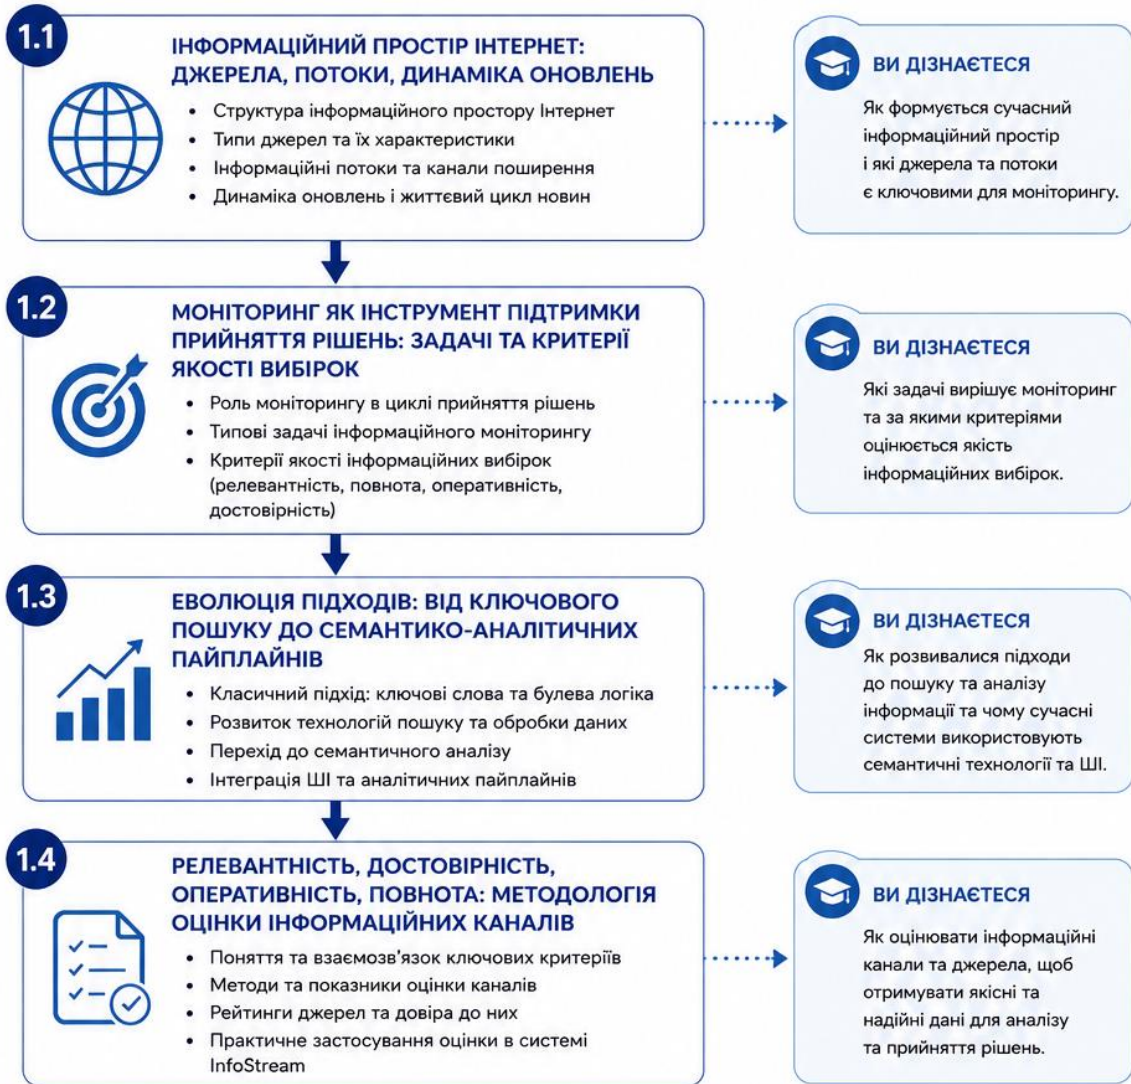 1.1
ІНФОРМАЦІЙНИЙ ПРОСТІР ІНТЕРНЕТ:
ДЖЕРЕЛА, ПОТОКИ, ДИНАМІКА ОНОВЛЕНЬ
• Структура інформаційного простору Інтернет
• Типи джерел та їх характеристики
• Інформаційні потоки та канали поширення
• Динаміка оновлень і життєвий цикл новин
ВИ ДІЗНАЄТЕСЯ
Як формується сучасний
інформаційний простір
і які джерела та потоки
є ключовими для моніторингу.
1.2
МОНІТОРИНГ ЯК ІНСТРУМЕНТ ПІДТРИМКИ
ПРИЙНЯТТЯ РІШЕНЬ: ЗАДАЧІ ТА КРИТЕРІЇ
ЯКОСТІ ВИБІРОК
• Роль моніторингу в циклі прийняття рішень
• Типові задачі інформаційного моніторингу
• Критерії якості інформаційних вибірок
(релевантність, повнота, оперативність,
достовірність)
ВИ ДІЗНАЄТЕСЯ
Які задачі вирішує моніторинг
та за якими критеріями
оцінюється якість
інформаційних вибірок.
1.3
ЕВОЛЮЦІЯ ПІДХОДІВ: ВІД КЛЮЧОВОГО
ПОШУКУ ДО СЕМАНТИКО-АНАЛІТИЧНИХ
ПАЙПЛАЙНІВ
• Класичний підхід: ключові слова та булева логіка
• Розвиток технологій пошуку та обробки даних
• Перехід до семантичного аналізу
• Інтеграція ШІ та аналітичних пайплайнів
ВИ ДІЗНАЄТЕСЯ
Як розвивалися підходи
до пошуку та аналізу
інформації та чому сучасні
системи використовують
семантичні технології та ШІ.
1.4
РЕЛЕВАНТНІСТЬ, ДОСТОВІРНІСТЬ,
ОПЕРАТИВНІСТЬ, ПОВНОТА: МЕТОДОЛОГІЯ
ОЦІНКИ ІНФОРМАЦІЙНИХ КАНАЛІВ
• Поняття та взаємозв'язок ключових критеріїв
• Методи та показники оцінки каналів
• Рейтинги джерел та довіра до них
• Практичне застосування оцінки в системі
InfoStream
ВИ ДІЗНАЄТЕСЯ
Як оцінювати інформаційні
канали та джерела, щоб
отримувати якісні та
надійні дані для аналізу
та прийняття рішень.